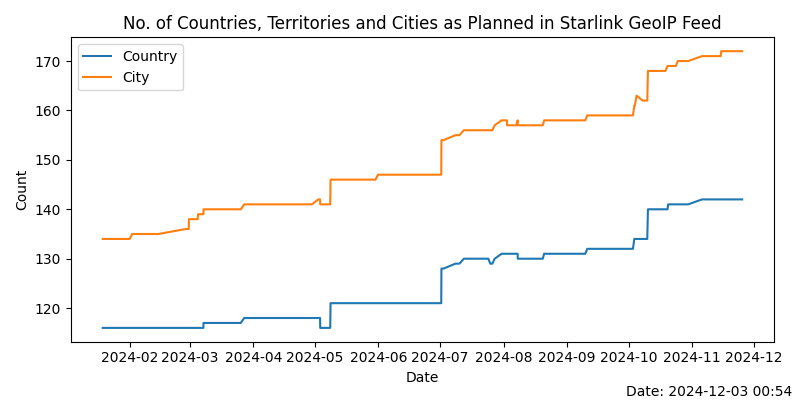 No. of Countries, Territories and Cities as Planned in Starlink GeoIP Feed
Country
City
170
160
150
140
130
120
Count
2024-02 2024-03 2024-04 2024-05 2024-06 2024-07 2024-08 2024-09 2024-10 2024-11 2024-12
Date
Date: 2024-12-03 00:54